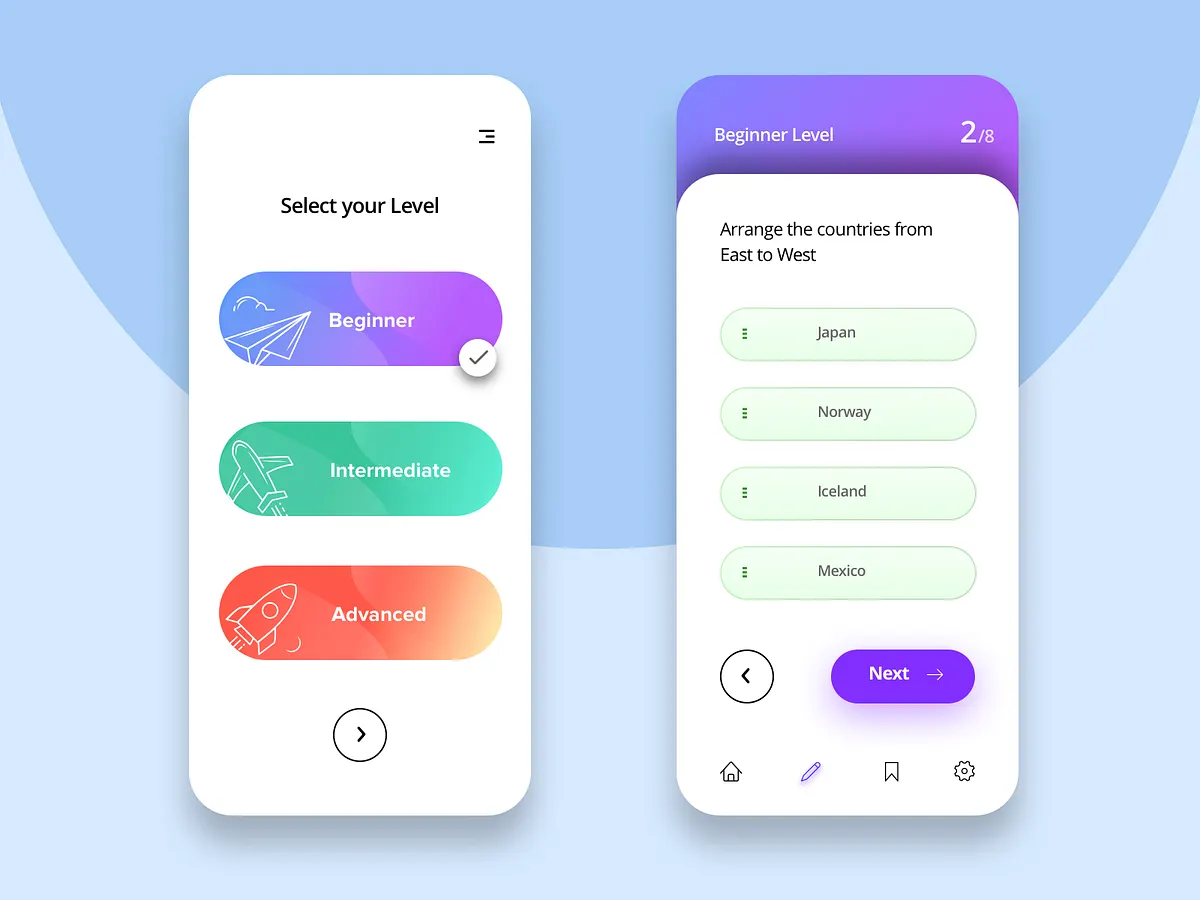 Select your Level
Beginner
Intermediate
Advanced
Beginner Level
2/8
Arrange the countries from
East to West
Japan
Norway
Iceland
Mexico
Next